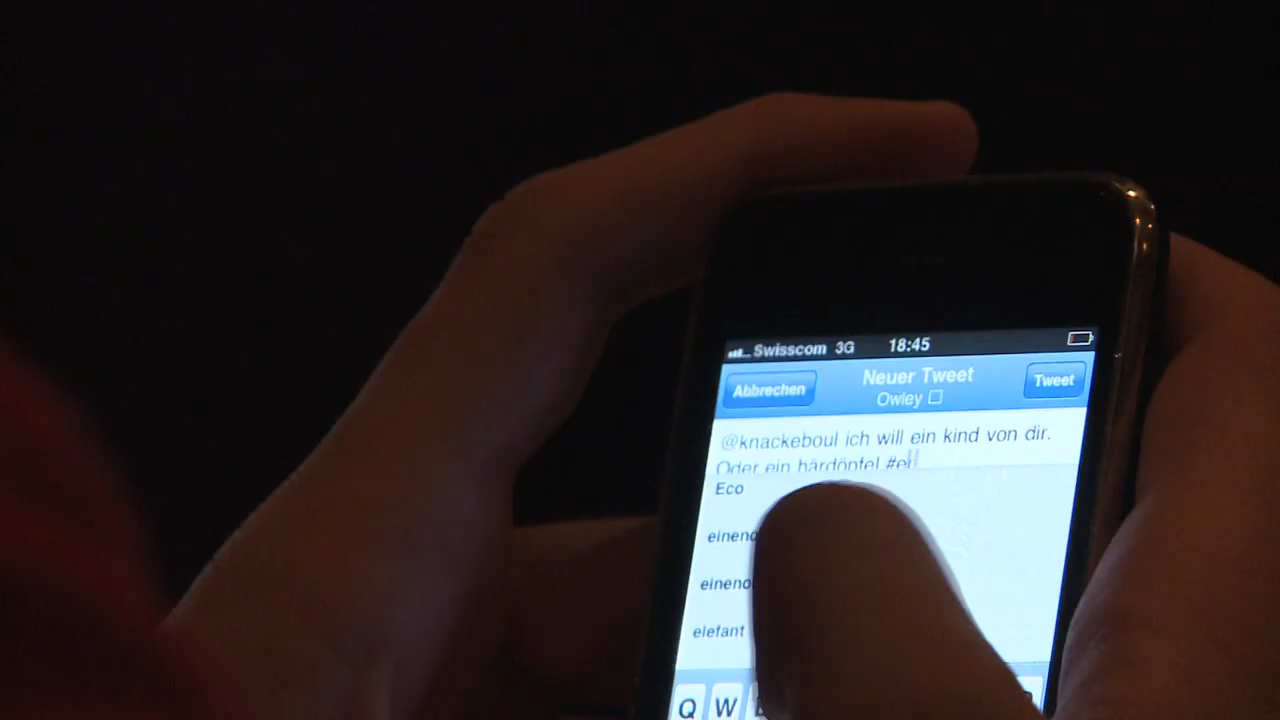 Swisscom 3G 18:45
Abbrechen Neuer Tweet Tweet
Owley
@knackeboul ich will ein kind von dir.
Oder ein härdöpfel #ei
Eco
elefant
Q W